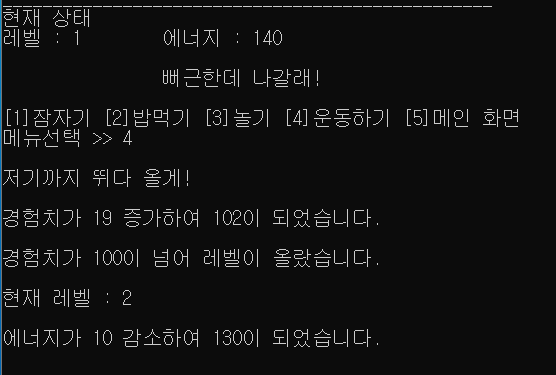 현재 상태
레벨 : 1 에너지 : 140
뻐근한데 나갈래!
[1]잠자기 [2]밥먹기 [3]놀기 [4]운동하기 [5]메인 화면
메뉴선택 >> 4
저기까지 뛰다 올게!
경험치가 19 증가하여 102이 되었습니다.
경험치가 100이 넘어 레벨이 올랐습니다.
현재 레벨 : 2
에너지가 10 감소하여 130이 되었습니다.